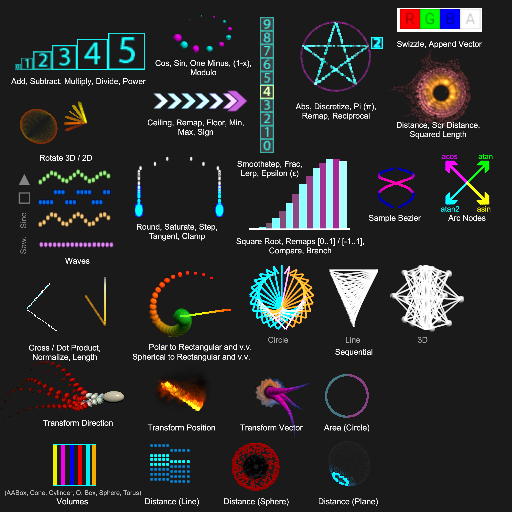 1 2 3 4 5
Add, Subtract, Multiply, Divide, Power
Cos, Sin, One Minus, (1-x),
Modulo
9
8
7
6
5
4
3
2
1
0
2
Abs, Discretize, Pi (π),
Remap, Reciprocal
R G B A
Swizzle, Append Vector
Rotate 3D / 2D
Ceiling, Remap, Floor, Min,
Max, Sign
Distance, Scr Distance,
Squared Length
Saw. Sine
Waves
Round, Saturate, Step,
Tangent, Clamp
Smoothstep, Frac,
Lerp, Epsilon (ε)
Square Root, Remaps [0..1] / [-1..1],
Compare, Branch
Sample Bezier
acos atan
atan2 asin
Arc Nodes
Cross / Dot Product,
Normalize, Length
Polar to Rectangular and v.v.
Spherical to Rectangular and v.v.
Circle Line 3D
Sequential
Transform Direction
Transform Position
Transform Vector
Area (Circle)
(AABox, Cone, Cylinder, O. Box, Sphere, Torus)
Volumes
Distance (Line)
Distance (Sphere)
Distance (Plane)